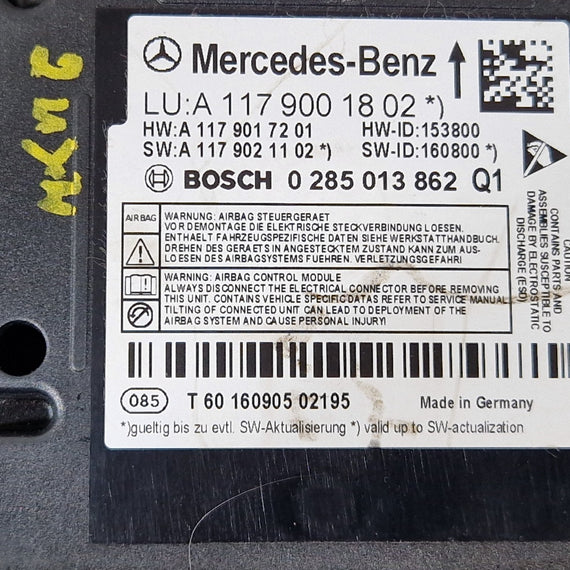 Mercedes-Benz
LU:A 117 900 18 02 *)
HW:A 117 901 72 01 HW-ID:153800
SW:A 117 902 11 02 *) SW-ID:160800 *)
BOSCH 0 285 013 862 Q1
AIRBAG
WARNUNG: AIRBAG STEUERGERAET
VOR DEMONTAGE DIE ELEKTRISCHE STECKVERBINDUNG LOESEN.
ENTHAELT FAHRZEUGSPEZIFISCHE DATEN SIEHE WERKSTATTHANDBUCH.
DREHEN DES GERAETS IN ANGESTECKTEM ZUSTAND KANN ZUM AUS-
LOESEN DES AIRBAGSYSTEMS FUEHREN. VERLETZUNGSGEFAHR!
WARNING: AIRBAG CONTROL MODULE
ALWAYS DISCONNECT THE ELECTRICAL CONNECTOR BEFORE REMOVING
THIS UNIT. CONTAINS VEHICLE SPECIFIC DATAS REFER TO SERVICE MANUAL
TILTING OF CONNECTED UNIT CAN LEAD TO DEPLOYMENT OF THE
AIRBAG SYSTEM AND CAUSE PERSONAL INJURY!
CAUTION
CONTAINS PARTS AND
ASSEMBLIES SUSCEPTIBLE TO
DAMAGE BY ELECTROSTATIC
DISCHARGE (ESD)
085 T 60 160905 02195 Made in Germany
*)gueltig bis zu evtl. SW-Aktualisierung *) valid up to SW-actualization